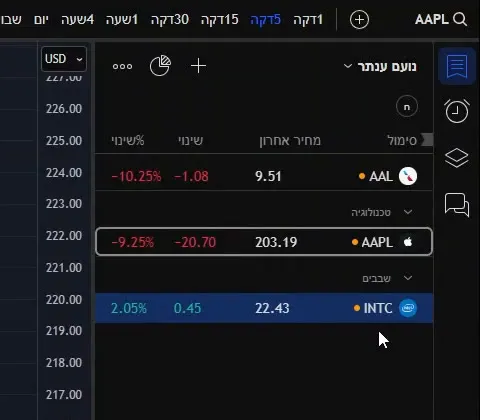 AAPL
1דקה 5דקה 15דקה 30דקה 1שעה 4שעה יום שבו
USD
נועם ענתר
ח
סימול מחיר אחרון שינוי שינוי%
AAL 9.51 −1.08 −10.25%
טכנולוגיה
AAPL 203.19 −20.70 −9.25%
שבבים
INTC 22.43 0.45 2.05%
227.00
226.00
225.00
224.00
223.00
222.00
221.00
220.00
219.00
218.00
217.00